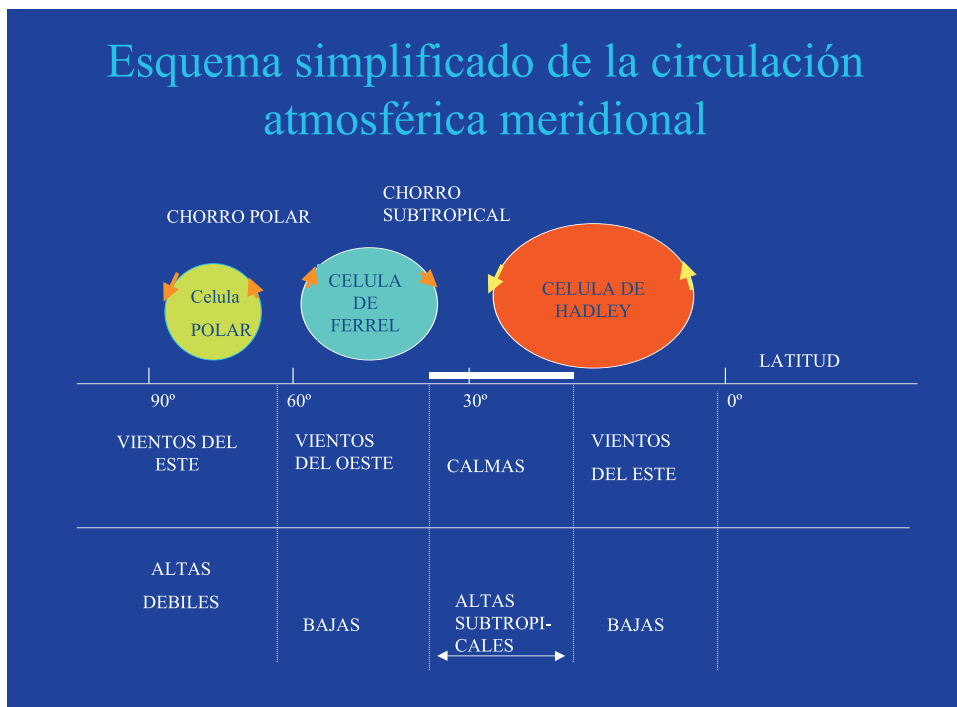 Esquema simplificado de la circulación
atmosférica meridional
CHORRO POLAR
CHORRO
SUBTROPICAL
Celula
POLAR
CELULA
DE
FERREL
CELULA DE
HADLEY
LATITUD
90º
60º
30º
0º
VIENTOS DEL
ESTE
VIENTOS
DEL OESTE
CALMAS
VIENTOS
DEL ESTE
ALTAS
DEBILES
BAJAS
ALTAS
SUBTROPI-
CALES
BAJAS